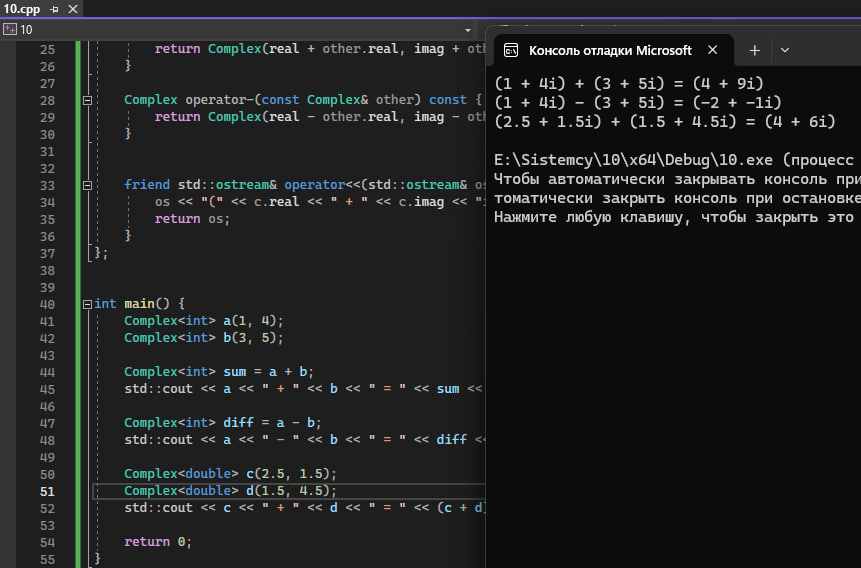 10.cpp
10
25 return Complex(real + other.real, imag + oth
26 }
27
28 Complex operator-(const Complex& other) const {
29 return Complex(real - other.real, imag - oth
30 }
31
32
33 friend std::ostream& operator<<(std::ostream& os
34 os << "(" << c.real << " + " << c.imag << "i
35 return os;
36 }
37 };
38
39
40 int main() {
41 Complex<int> a(1, 4);
42 Complex<int> b(3, 5);
43
44 Complex<int> sum = a + b;
45 std::cout << a << " + " << b << " = " << sum <<
46
47 Complex<int> diff = a - b;
48 std::cout << a << " - " << b << " = " << diff <<
49
50 Complex<double> c(2.5, 1.5);
51 Complex<double> d(1.5, 4.5);
52 std::cout << c << " + " << d << " = " << (c + d)
53
54 return 0;
55 }
Консоль отладки Microsoft
(1 + 4i) + (3 + 5i) = (4 + 9i)
(1 + 4i) - (3 + 5i) = (-2 + -1i)
(2.5 + 1.5i) + (1.5 + 4.5i) = (4 + 6i)
E:\Sistemcy\10\x64\Debug\10.exe (процесс
Чтобы автоматически закрывать консоль при
томатически закрыть консоль при остановке
Нажмите любую клавишу, чтобы закрыть это